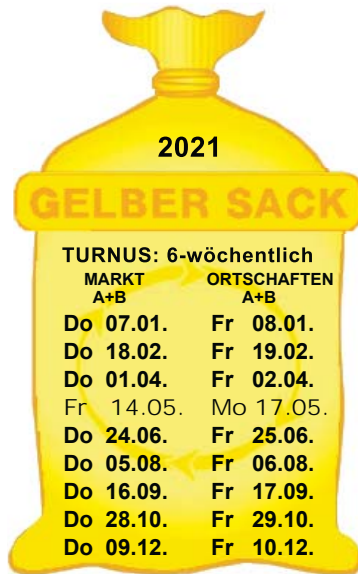 2021
GELBER SACK
TURNUS: 6-wöchentlich
MARKT ORTSCHAFTEN
A+B A+B
Do 07.01. Fr 08.01.
Do 18.02. Fr 19.02.
Do 01.04. Fr 02.04.
Fr 14.05. Mo 17.05.
Do 24.06. Fr 25.06.
Do 05.08. Fr 06.08.
Do 16.09. Fr 17.09.
Do 28.10. Fr 29.10.
Do 09.12. Fr 10.12.